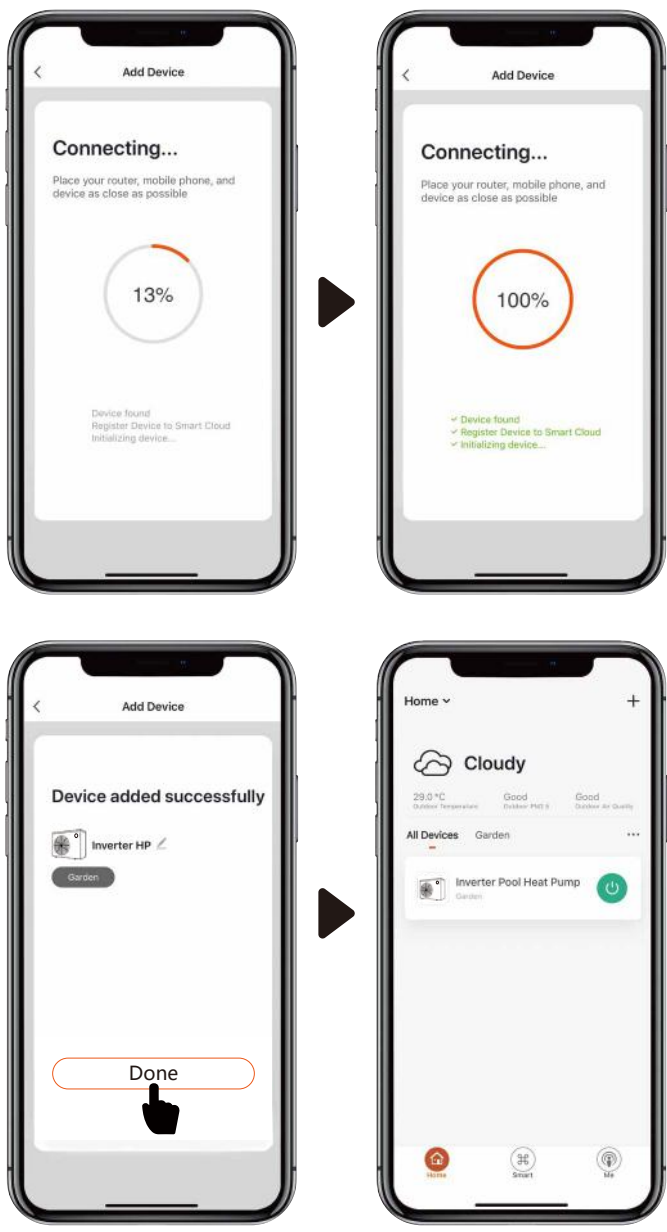 Add Device
Connecting...
Place your router, mobile phone, and
device as close as possible
13%
Device found
Register Device to Smart Cloud
Initializing device...
Add Device
Connecting...
Place your router, mobile phone, and
device as close as possible
100%
Device found
Register Device to Smart Cloud
Initializing device...
Add Device
Device added successfully
Inverter HP
Garden
Done
Home
Cloudy
29.0 °C
Good
Good
Outdoor Temperature
Outdoor
Outdoor Air Quality
All Devices
Garden
Inverter Pool Heat Pump
Garden
Home
Smart
Me